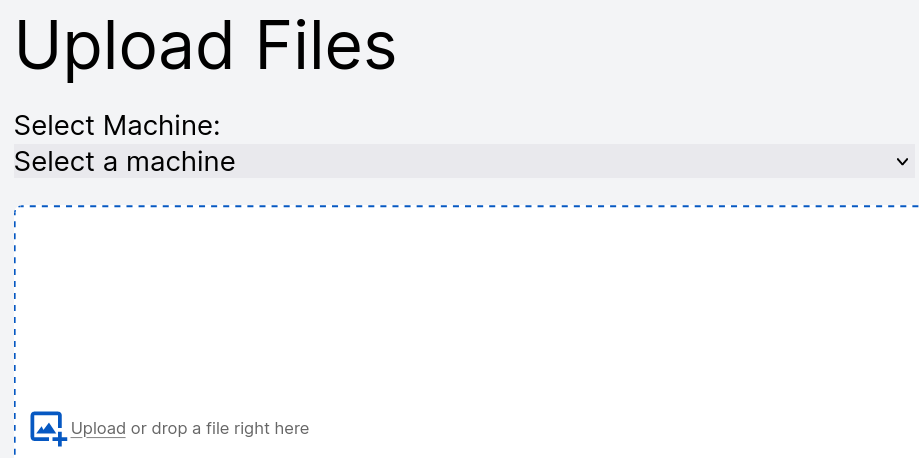 Upload Files
Select Machine:
Select a machine
Upload or drop a file right here